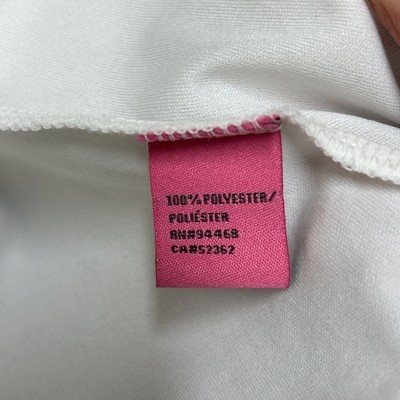 100% POLYESTER/
POLIÉSTER
RN#94468
CA#52362